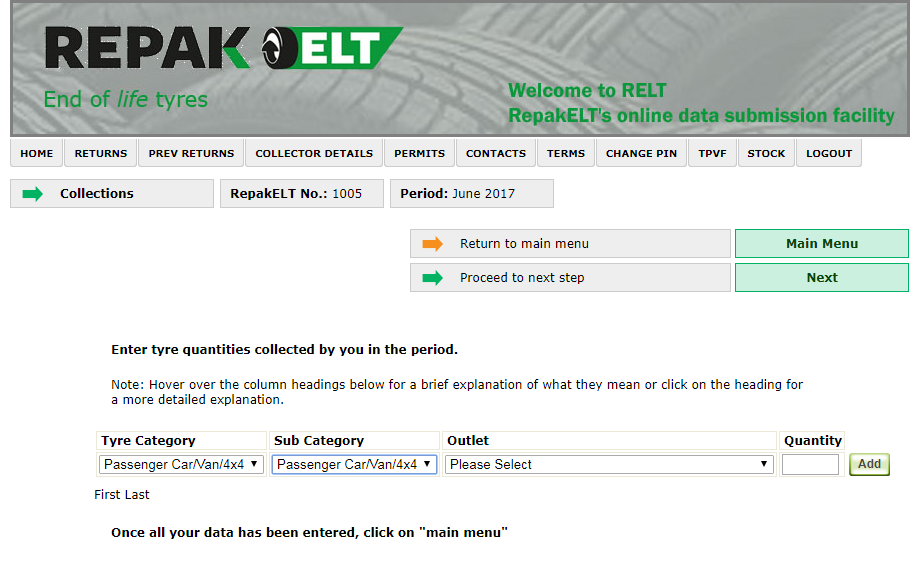 REPAK ELT
End of life tyres
Welcome to RELT
RepakELT's online data submission facility
HOME RETURNS PREV RETURNS COLLECTOR DETAILS PERMITS CONTACTS TERMS CHANGE PIN TPVF STOCK LOGOUT
Collections RepakELT No.: 1005 Period: June 2017
Return to main menu Main Menu
Proceed to next step Next
Enter tyre quantities collected by you in the period.
Note: Hover over the column headings below for a brief explanation of what they mean or click on the heading for
a more detailed explanation.
Tyre Category Sub Category Outlet Quantity
Passenger Car/Van/4x4 Passenger Car/Van/4x4 Please Select Add
First Last
Once all your data has been entered, click on "main menu"